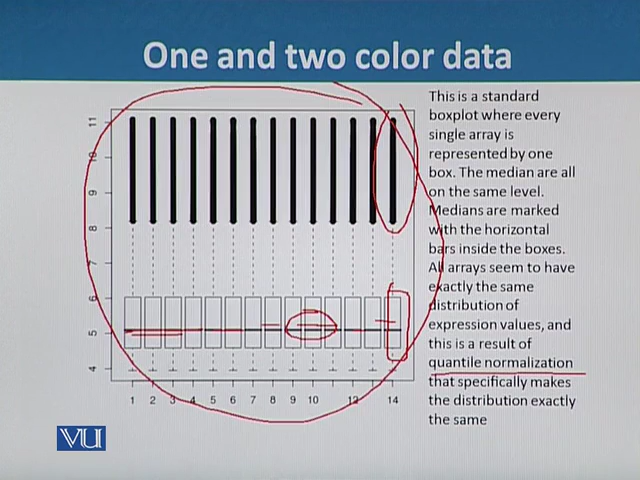 One and two color data
This is a standard
boxplot where every
single array is
represented by one
box. The median are all
on the same level.
Medians are marked
with the horizontal
bars inside the boxes.
All arrays seem to have
exactly the same
distribution of
expression values, and
this is a result of
quantile normalization
that specifically makes
the distribution exactly
the same
11
10
9
8
7
6
5
4
1 2 3 4 5 6 7 8 9 10 12 14
VU